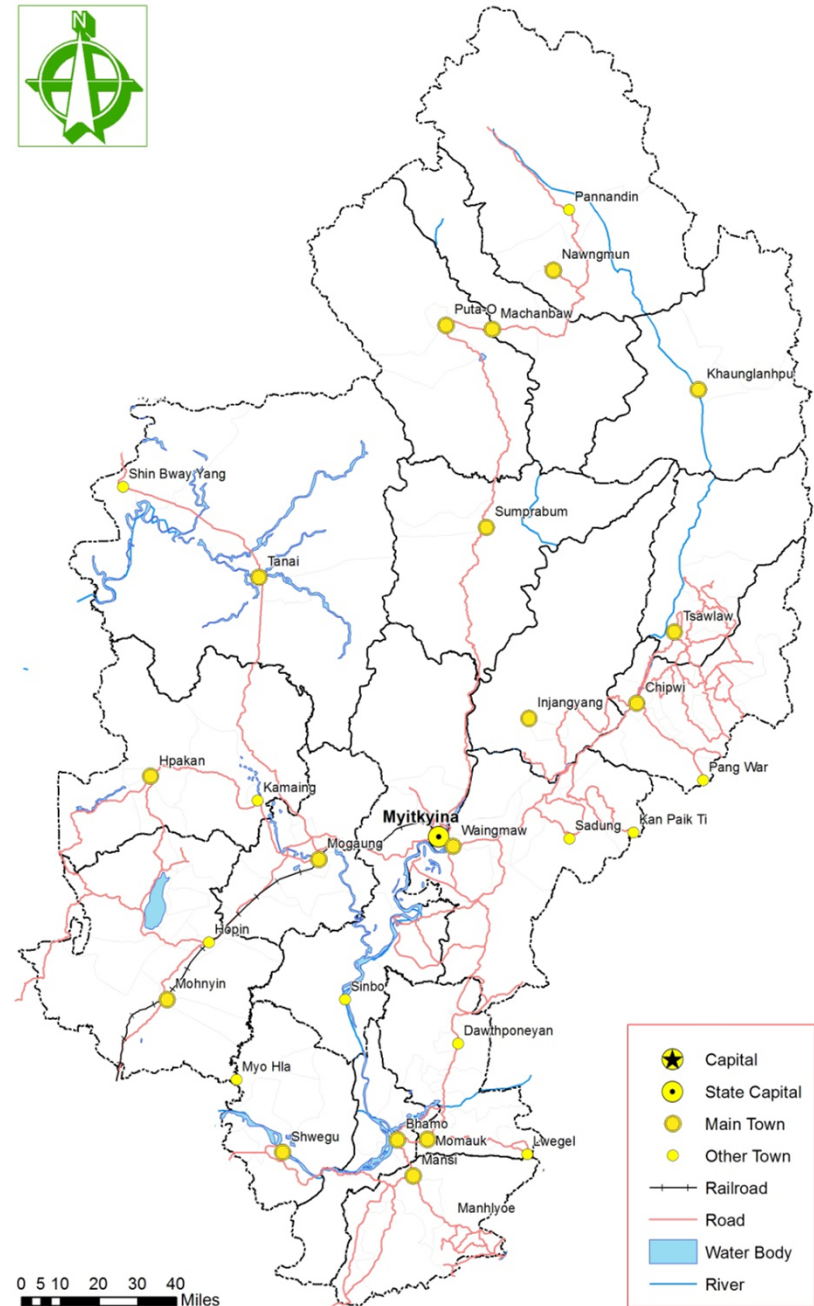 N
Pannandin
Nawngmun
Puta-O
Machanbaw
Khaunglanhpu
Shin Bway Yang
Sumprabum
Tanai
Tsawlaw
Chipwi
Injangyang
Hpakan
Pang War
Kamaing
Myitkyina
Waingmaw
Sadung
Kan Paik Ti
Mogaung
Hopin
Mohnyin
Sinbo
Dawthponeyan
Myo Hla
Bhamo
Shwegu
Momauk
Lwegel
Mansi
Manhlyoe
Capital
State Capital
Main Town
Other Town
Railroad
Road
Water Body
River
0 5 10 20 30 40
Miles